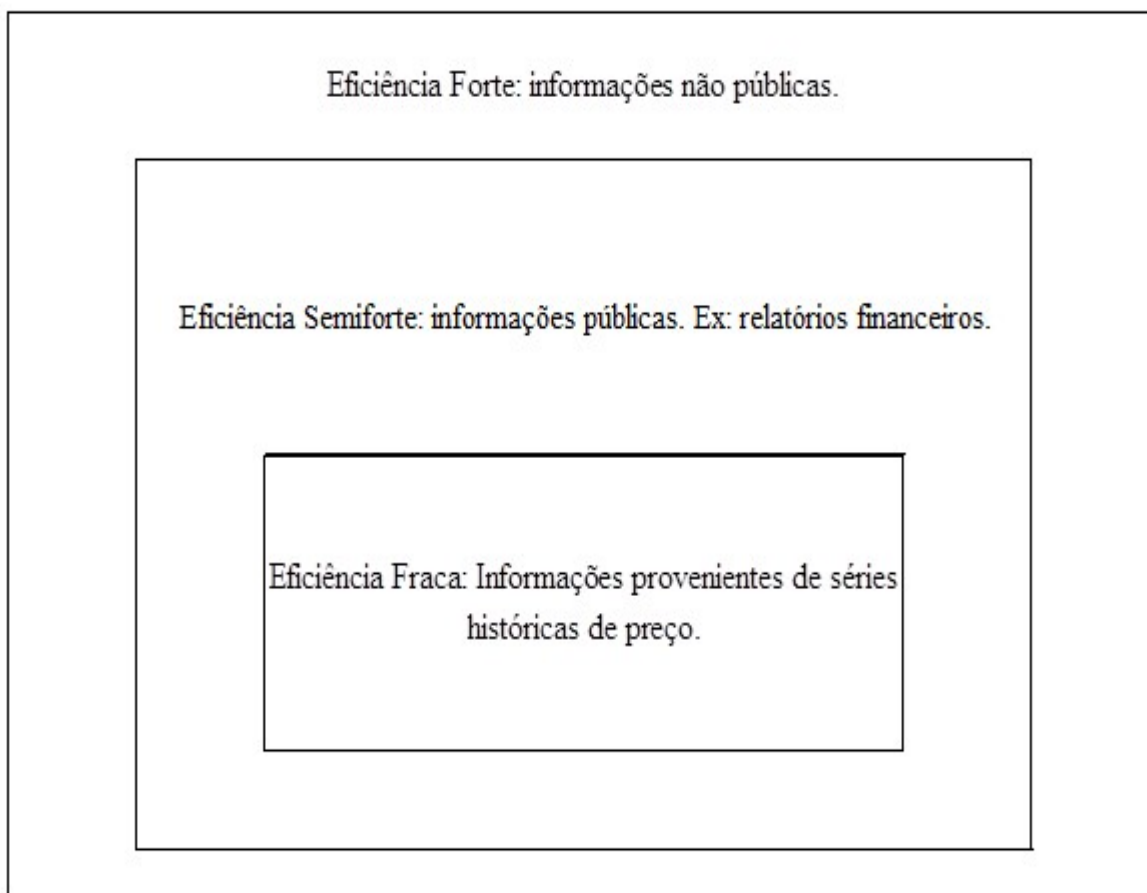 Eficiência Forte: informações não públicas.
Eficiência Semiforte: informações públicas. Ex: relatórios financeiros.
Eficiência Fraca: Informações provenientes de séries
históricas de preço.